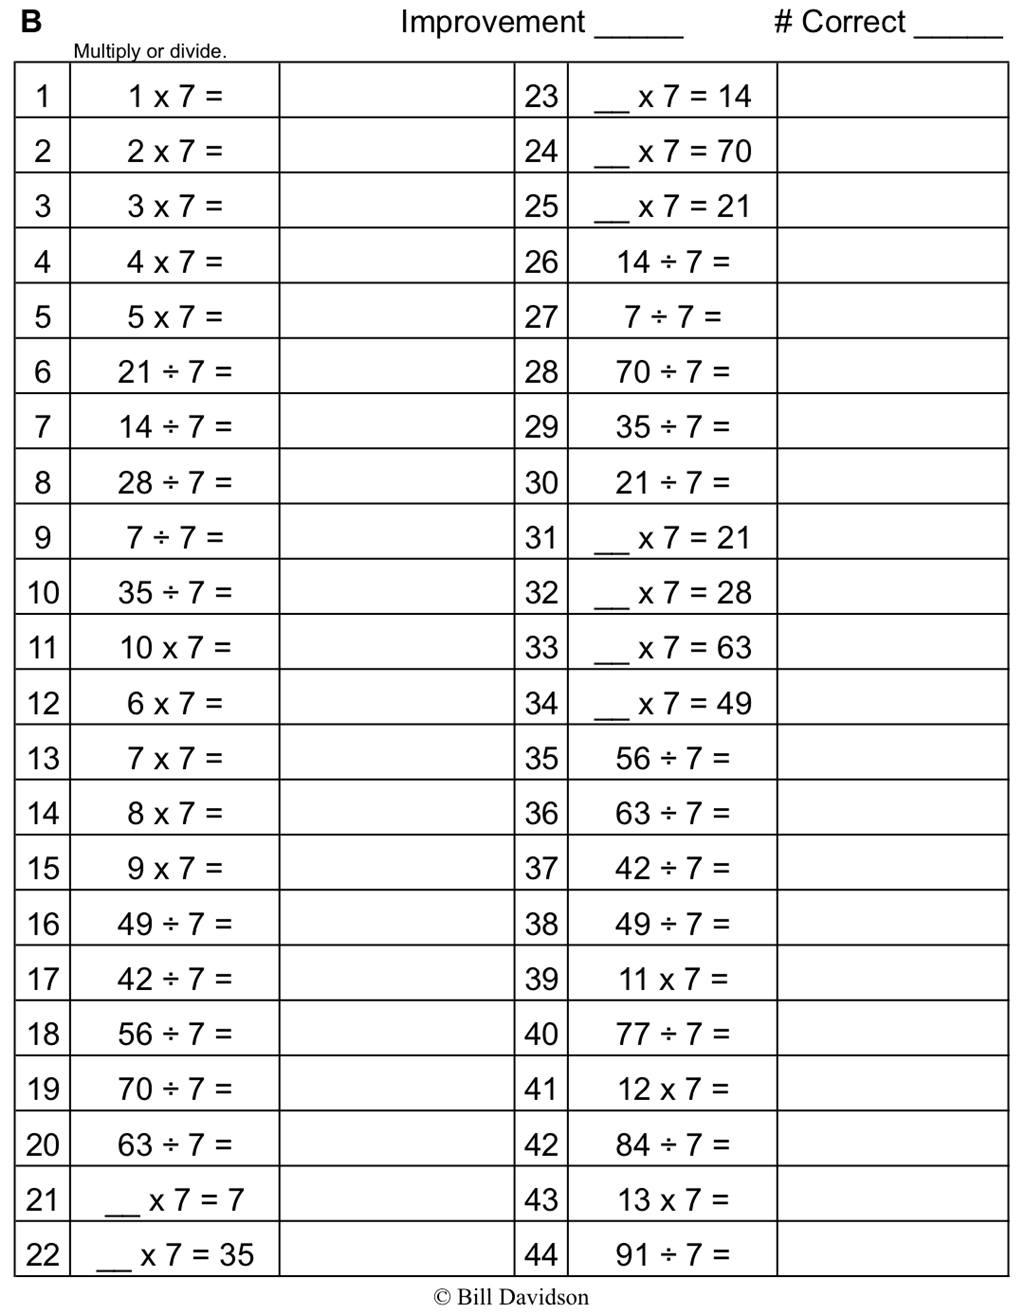 B Improvement _____ # Correct _____
Multiply or divide.
1 1 x 7 = 23 __ x 7 = 14
2 2 x 7 = 24 __ x 7 = 70
3 3 x 7 = 25 __ x 7 = 21
4 4 x 7 = 26 14 ÷ 7 =
5 5 x 7 = 27 7 ÷ 7 =
6 21 ÷ 7 = 28 70 ÷ 7 =
7 14 ÷ 7 = 29 35 ÷ 7 =
8 28 ÷ 7 = 30 21 ÷ 7 =
9 7 ÷ 7 = 31 __ x 7 = 21
10 35 ÷ 7 = 32 __ x 7 = 28
11 10 x 7 = 33 __ x 7 = 63
12 6 x 7 = 34 __ x 7 = 49
13 7 x 7 = 35 56 ÷ 7 =
14 8 x 7 = 36 63 ÷ 7 =
15 9 x 7 = 37 42 ÷ 7 =
16 49 ÷ 7 = 38 49 ÷ 7 =
17 42 ÷ 7 = 39 11 x 7 =
18 56 ÷ 7 = 40 77 ÷ 7 =
19 70 ÷ 7 = 41 12 x 7 =
20 63 ÷ 7 = 42 84 ÷ 7 =
21 __ x 7 = 7 43 13 x 7 =
22 __ x 7 = 35 44 91 ÷ 7 =
© Bill Davidson